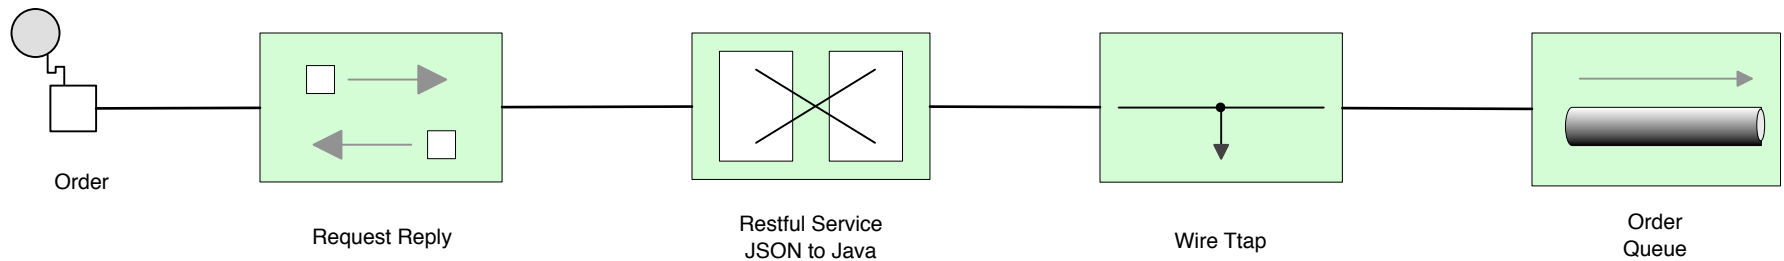 Order
Request Reply
Restful Service
JSON to Java
Wire Ttap
Order
Queue